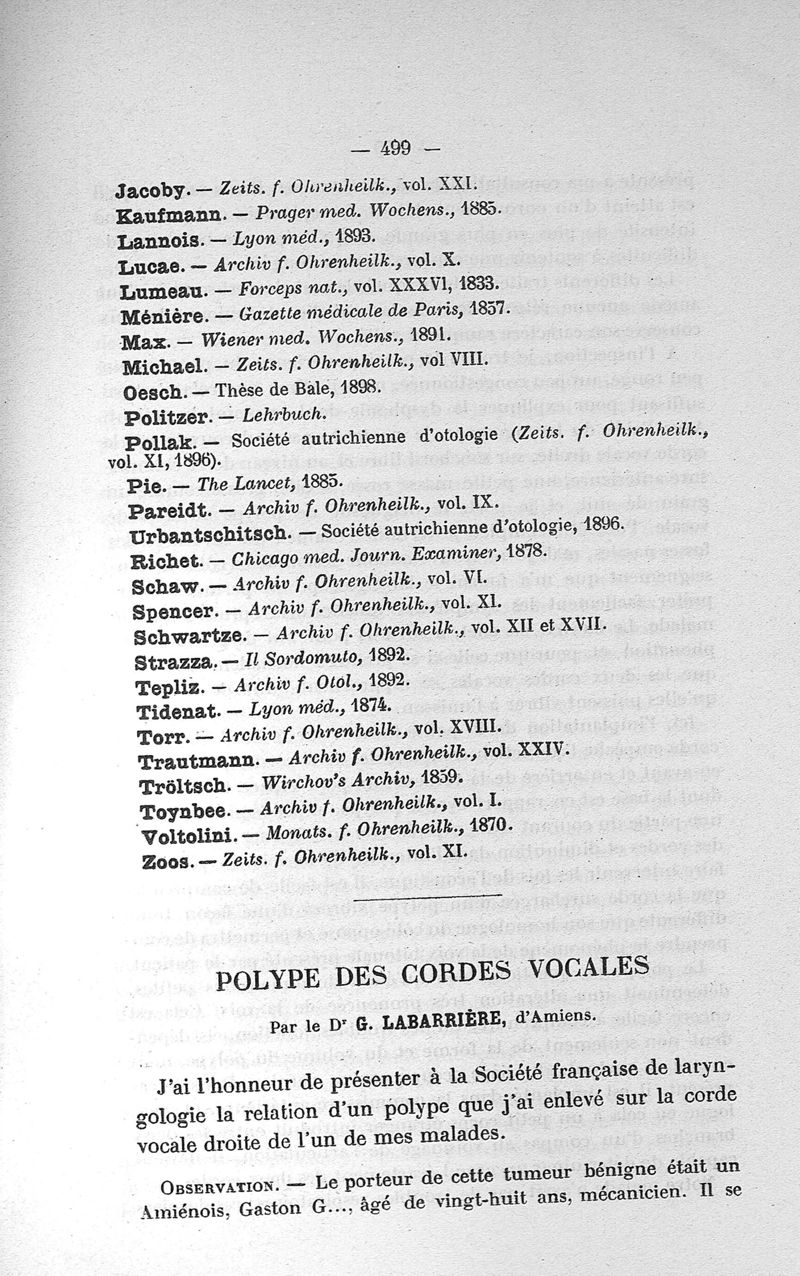 — 499 —
Jacoby. — Zeits. f. Ohrenheilk., vol. XXI.
Kaufmann. — Prager med. Wochens., 1885.
Lannois. — Lyon méd., 1893.
Lucae. — Archiv f. Ohrenheilk., vol. X.
Lumeau. — Forceps nat., vol. XXXVI, 1833.
Ménière. — Gazette médicale de Paris, 1857.
Max. — Wiener med. Wochens., 1891.
Michael. — Zeits. f. Ohrenheilk., vol VIII.
Oesch. — Thèse de Bâle, 1898.
Politzer. — Lehrbuch.
Pollak. — Société autrichienne d'otologie (Zeits. f. Ohrenheilk.,
vol. XI, 1896).
Pie. — The Lancet, 1885.
Pareidt. — Archiv f. Ohrenheilk., vol. IX.
Urbantschitsch. — Société autrichienne d'otologie, 1896.
Richet. — Chicago med. Journ. Examiner, 1878.
Schaw. — Archiv f. Ohrenheilk., vol. VI.
Spencer. — Archiv f. Ohrenheilk., vol. XI.
Schwartze. — Archiv f. Ohrenheilk., vol. XII et XVII.
Strazza. — Il Sordomuto, 1892.
Tepliz. — Archiv f. Otol., 1892.
Tidenat. — Lyon méd., 1874.
Torr. — Archiv f. Ohrenheilk., vol. XVIII.
Trautmann. — Archiv f. Ohrenheilk., vol. XXIV.
Tröltsch. — Wirchov's Archiv, 1859.
Toynbee. — Archiv f. Ohrenheilk., vol. I.
Voltolini. — Monats. f. Ohrenheilk., 1870.
Zoos. — Zeits. f. Ohrenheilk., vol. XI.
POLYPE DES CORDES VOCALES
Par le Dr G. LABARRIÈRE, d'Amiens.
J'ai l'honneur de présenter à la Société française de laryn-
gologie la relation d'un polype que j'ai enlevé sur la corde
vocale droite de l'un de mes malades.
OBSERVATION. — Le porteur de cette tumeur bénigne était un
Amiénois, Gaston G..., âgé de vingt-huit ans, mécanicien. Il se